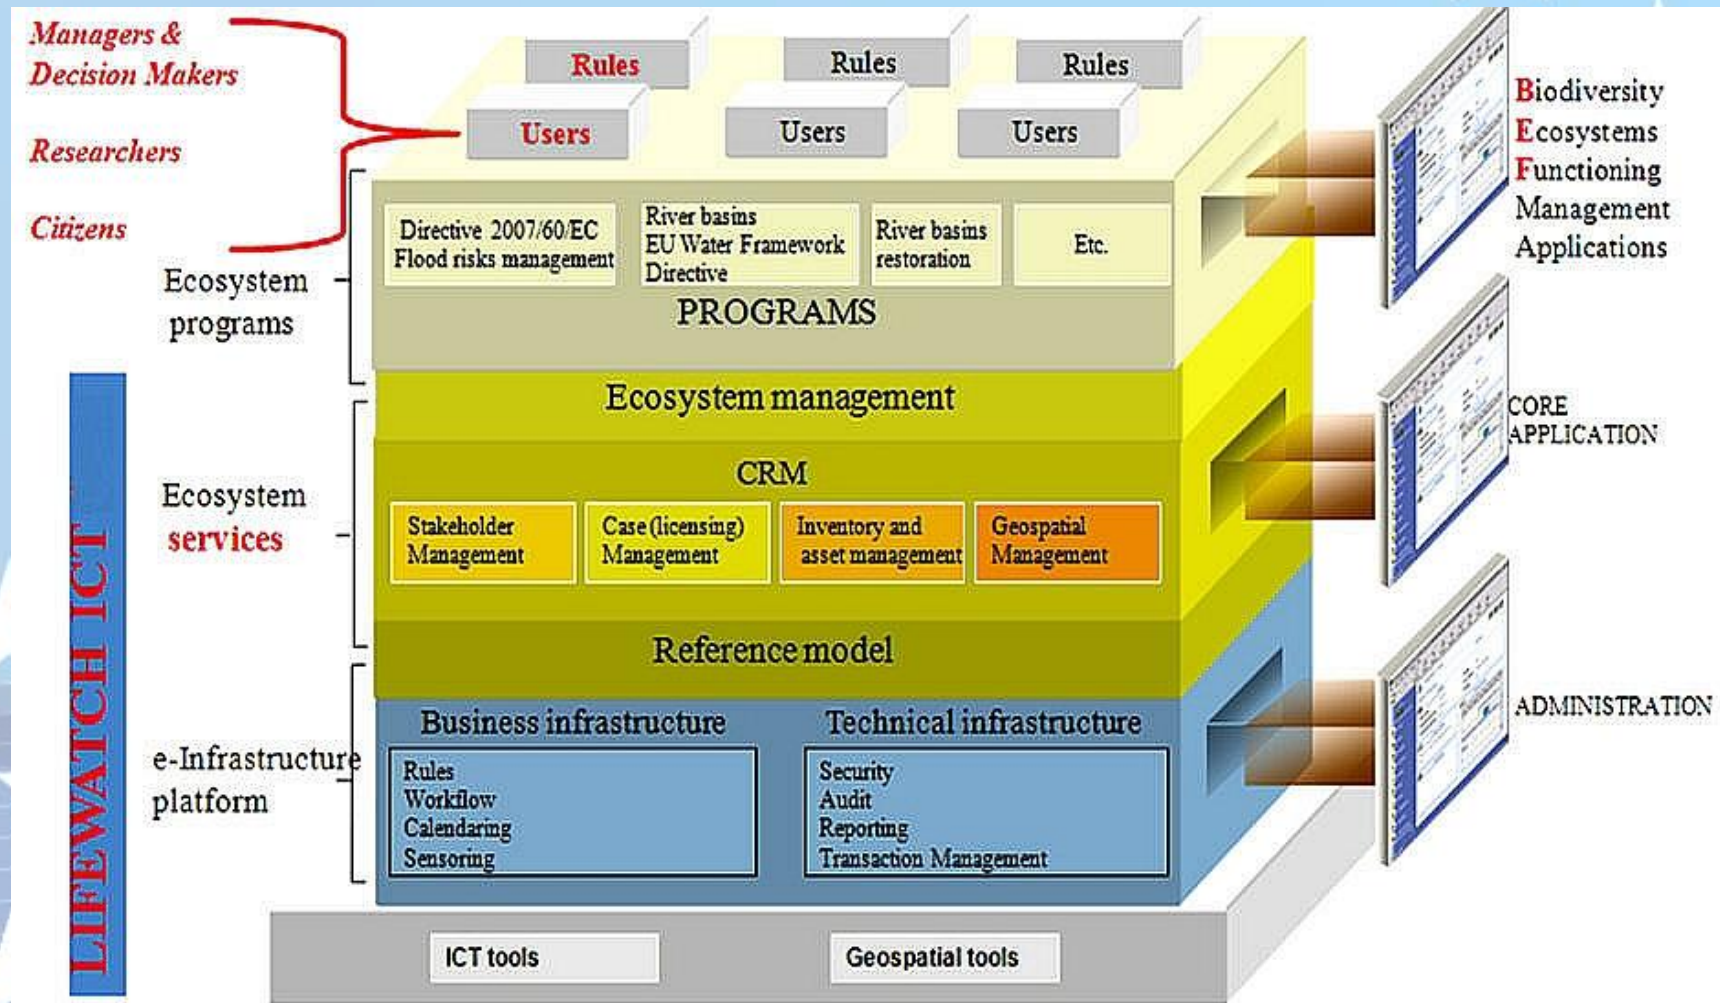 Managers &
Decision Makers
Researchers
Citizens
Rules
Rules
Rules
Users
Users
Users
Biodiversity
Ecosystems
Functioning
Management
Applications
Ecosystem
programs
Directive 2007/60/EC
Flood risks management
River basins
EU Water Framework
Directive
River basins
restoration
Etc.
PROGRAMS
Ecosystem management
CORE
APPLICATION
Ecosystem
services
CRM
Stakeholder
Management
Case (licensing)
Management
Inventory and
asset management
Geospatial
Management
Reference model
ADMINISTRATION
e-Infrastructure
platform
Business infrastructure
Rules
Workflow
Calendaring
Sensoring
Technical infrastructure
Security
Audit
Reporting
Transaction Management
LIFEWATCH ICT
ICT tools
Geospatial tools